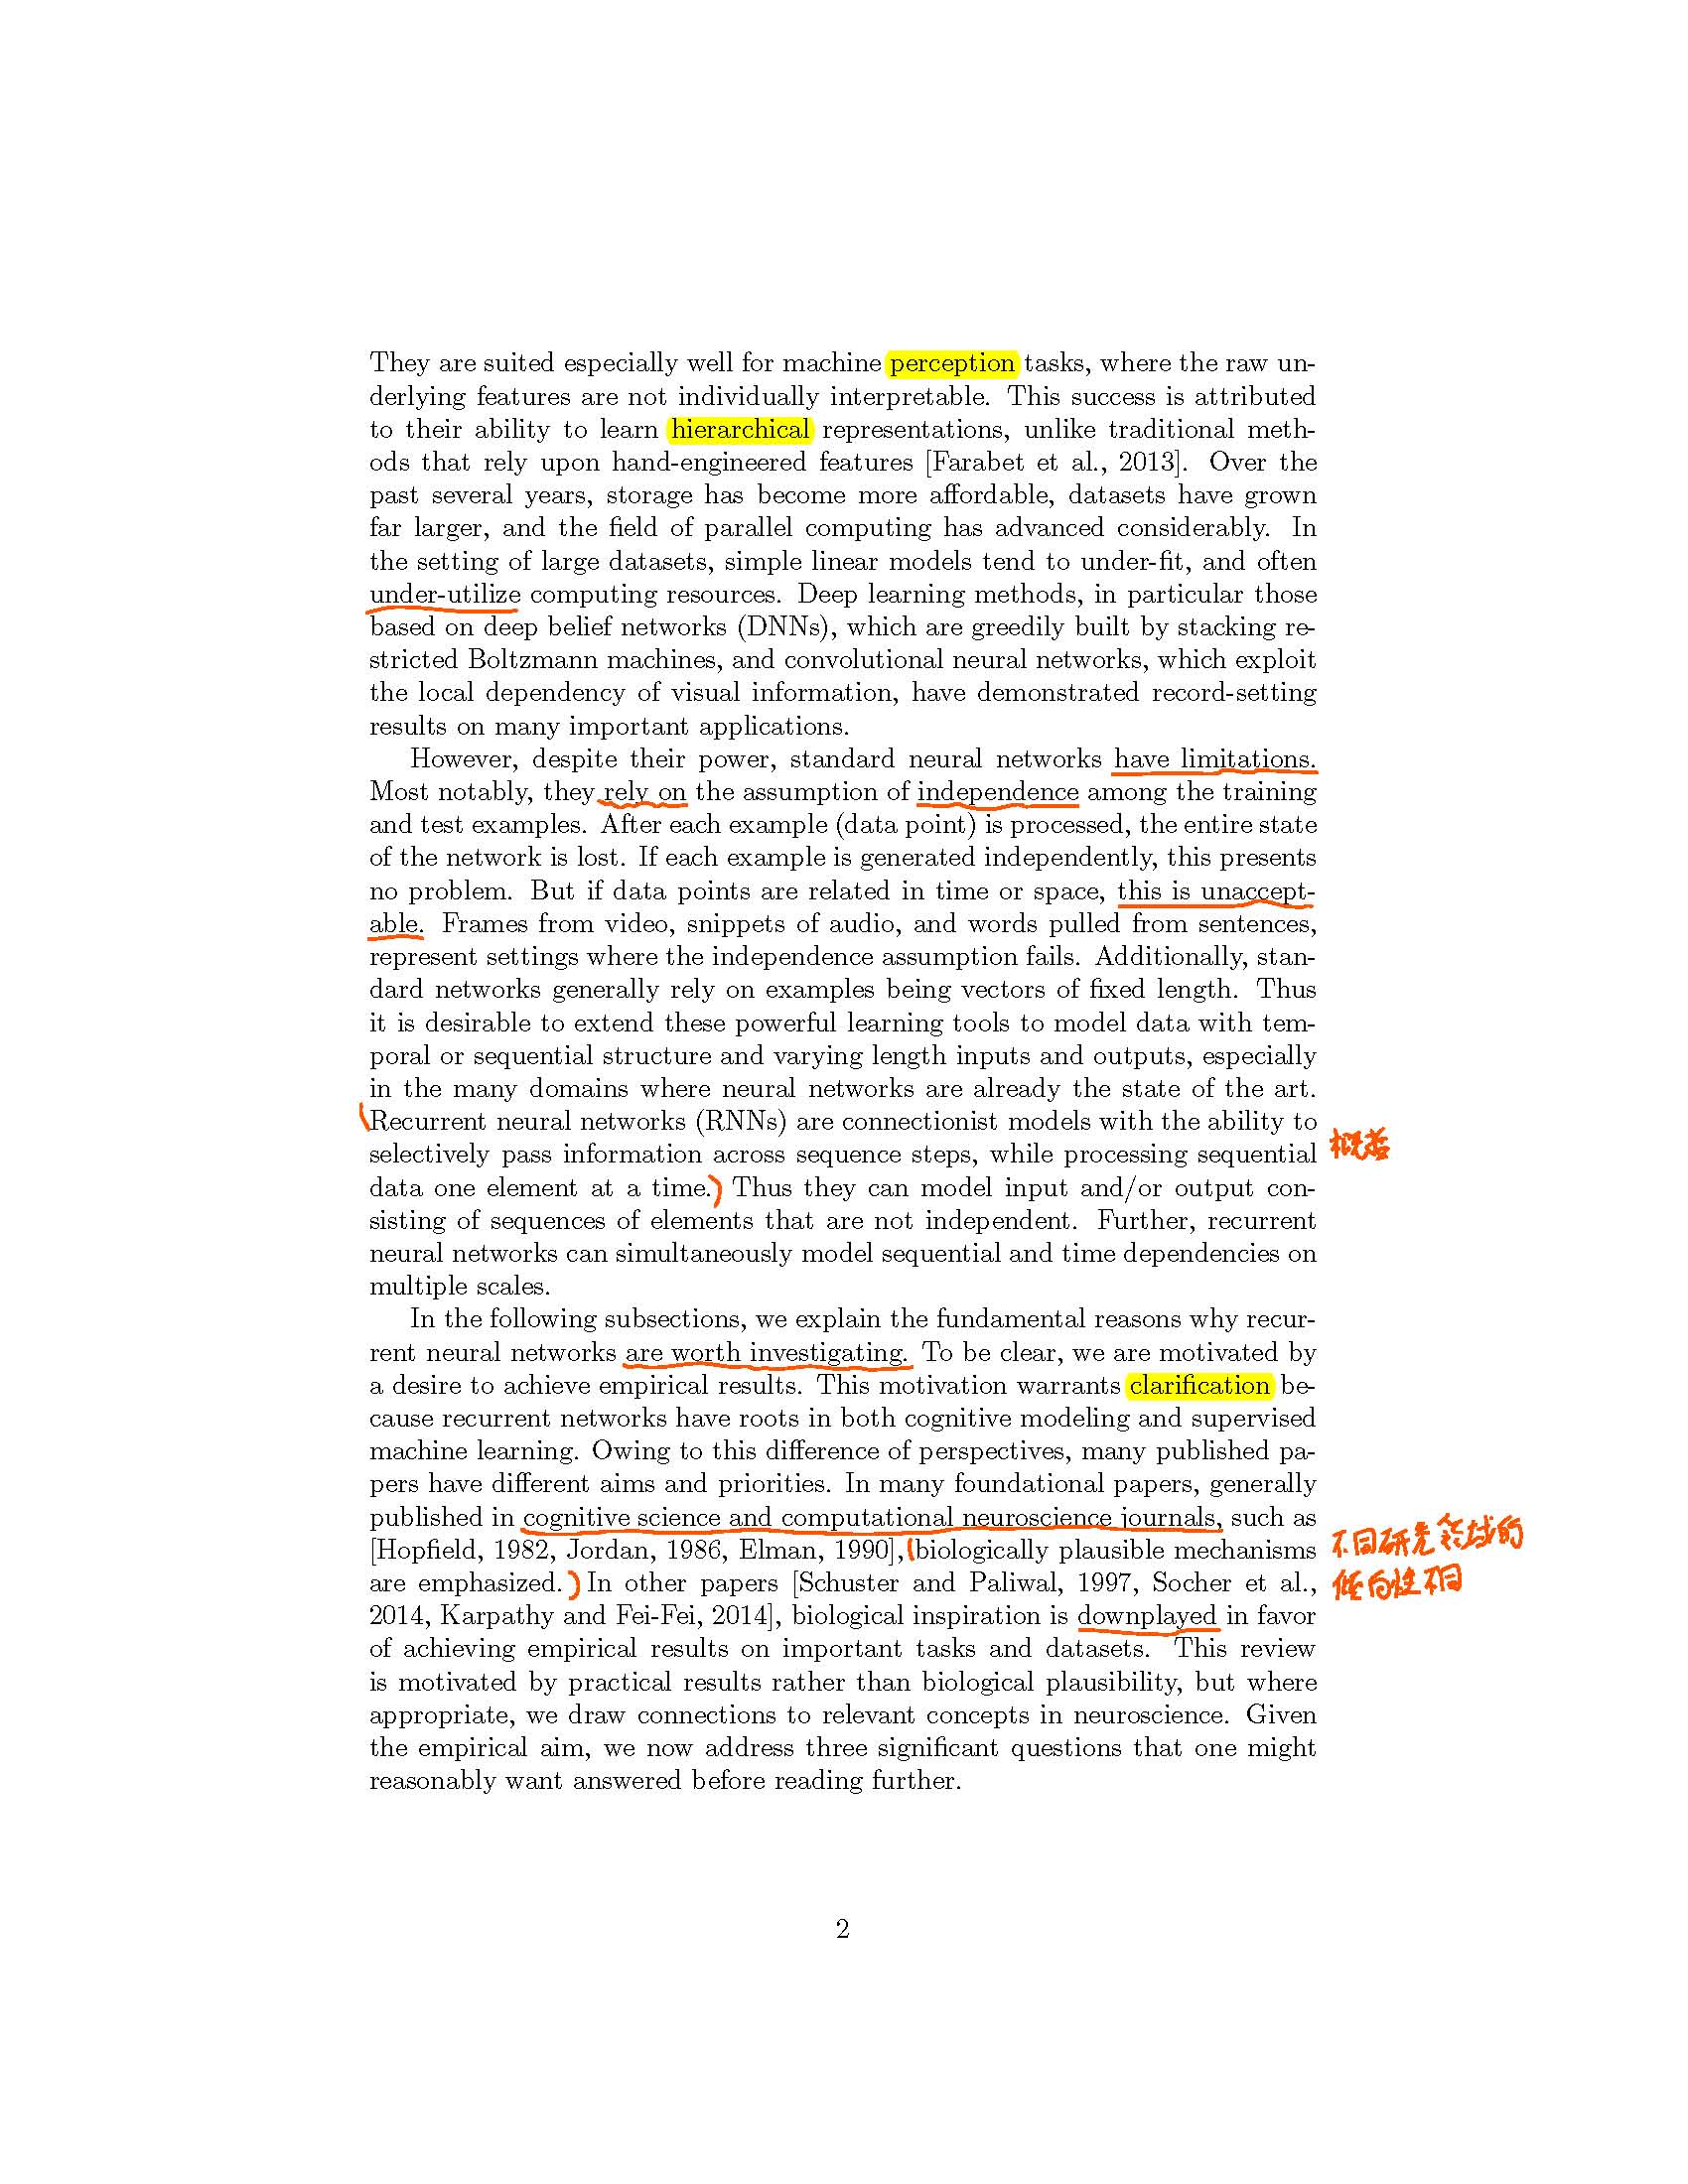 They are suited especially well for machine perception tasks, where the raw un-
derlying features are not individually interpretable. This success is attributed
to their ability to learn hierarchical representations, unlike traditional meth-
ods that rely upon hand-engineered features [Farabet et al., 2013]. Over the
past several years, storage has become more affordable, datasets have grown
far larger, and the field of parallel computing has advanced considerably. In
the setting of large datasets, simple linear models tend to under-fit, and often
under-utilize computing resources. Deep learning methods, in particular those
based on deep belief networks (DNNs), which are greedily built by stacking re-
stricted Boltzmann machines, and convolutional neural networks, which exploit
the local dependency of visual information, have demonstrated record-setting
results on many important applications.
However, despite their power, standard neural networks have limitations.
Most notably, they rely on the assumption of independence among the training
and test examples. After each example (data point) is processed, the entire state
of the network is lost. If each example is generated independently, this presents
no problem. But if data points are related in time or space, this is unaccept-
able. Frames from video, snippets of audio, and words pulled from sentences,
represent settings where the independence assumption fails. Additionally, stan-
dard networks generally rely on examples being vectors of fixed length. Thus
it is desirable to extend these powerful learning tools to model data with tem-
poral or sequential structure and varying length inputs and outputs, especially
in the many domains where neural networks are already the state of the art.
Recurrent neural networks (RNNs) are connectionist models with the ability to
selectively pass information across sequence steps, while processing sequential
概差
data one element at a time. Thus they can model input and/or output con-
sisting of sequences of elements that are not independent. Further, recurrent
neural networks can simultaneously model sequential and time dependencies on
multiple scales.
In the following subsections, we explain the fundamental reasons why recur-
rent neural networks are worth investigating. To be clear, we are motivated by
a desire to achieve empirical results. This motivation warrants clarification be-
cause recurrent networks have roots in both cognitive modeling and supervised
machine learning. Owing to this difference of perspectives, many published pa-
pers have different aims and priorities. In many foundational papers, generally
published in cognitive science and computational neuroscience journals, such as
[Hopfield, 1982, Jordan, 1986, Elman, 1990], biologically plausible mechanisms
不同研究领域的
are emphasized. In other papers [Schuster and Paliwal, 1997, Socher et al.,
倾向性不同
2014, Karpathy and Fei-Fei, 2014], biological inspiration is downplayed in favor
of achieving empirical results on important tasks and datasets. This review
is motivated by practical results rather than biological plausibility, but where
appropriate, we draw connections to relevant concepts in neuroscience. Given
the empirical aim, we now address three significant questions that one might
reasonably want answered before reading further.
2